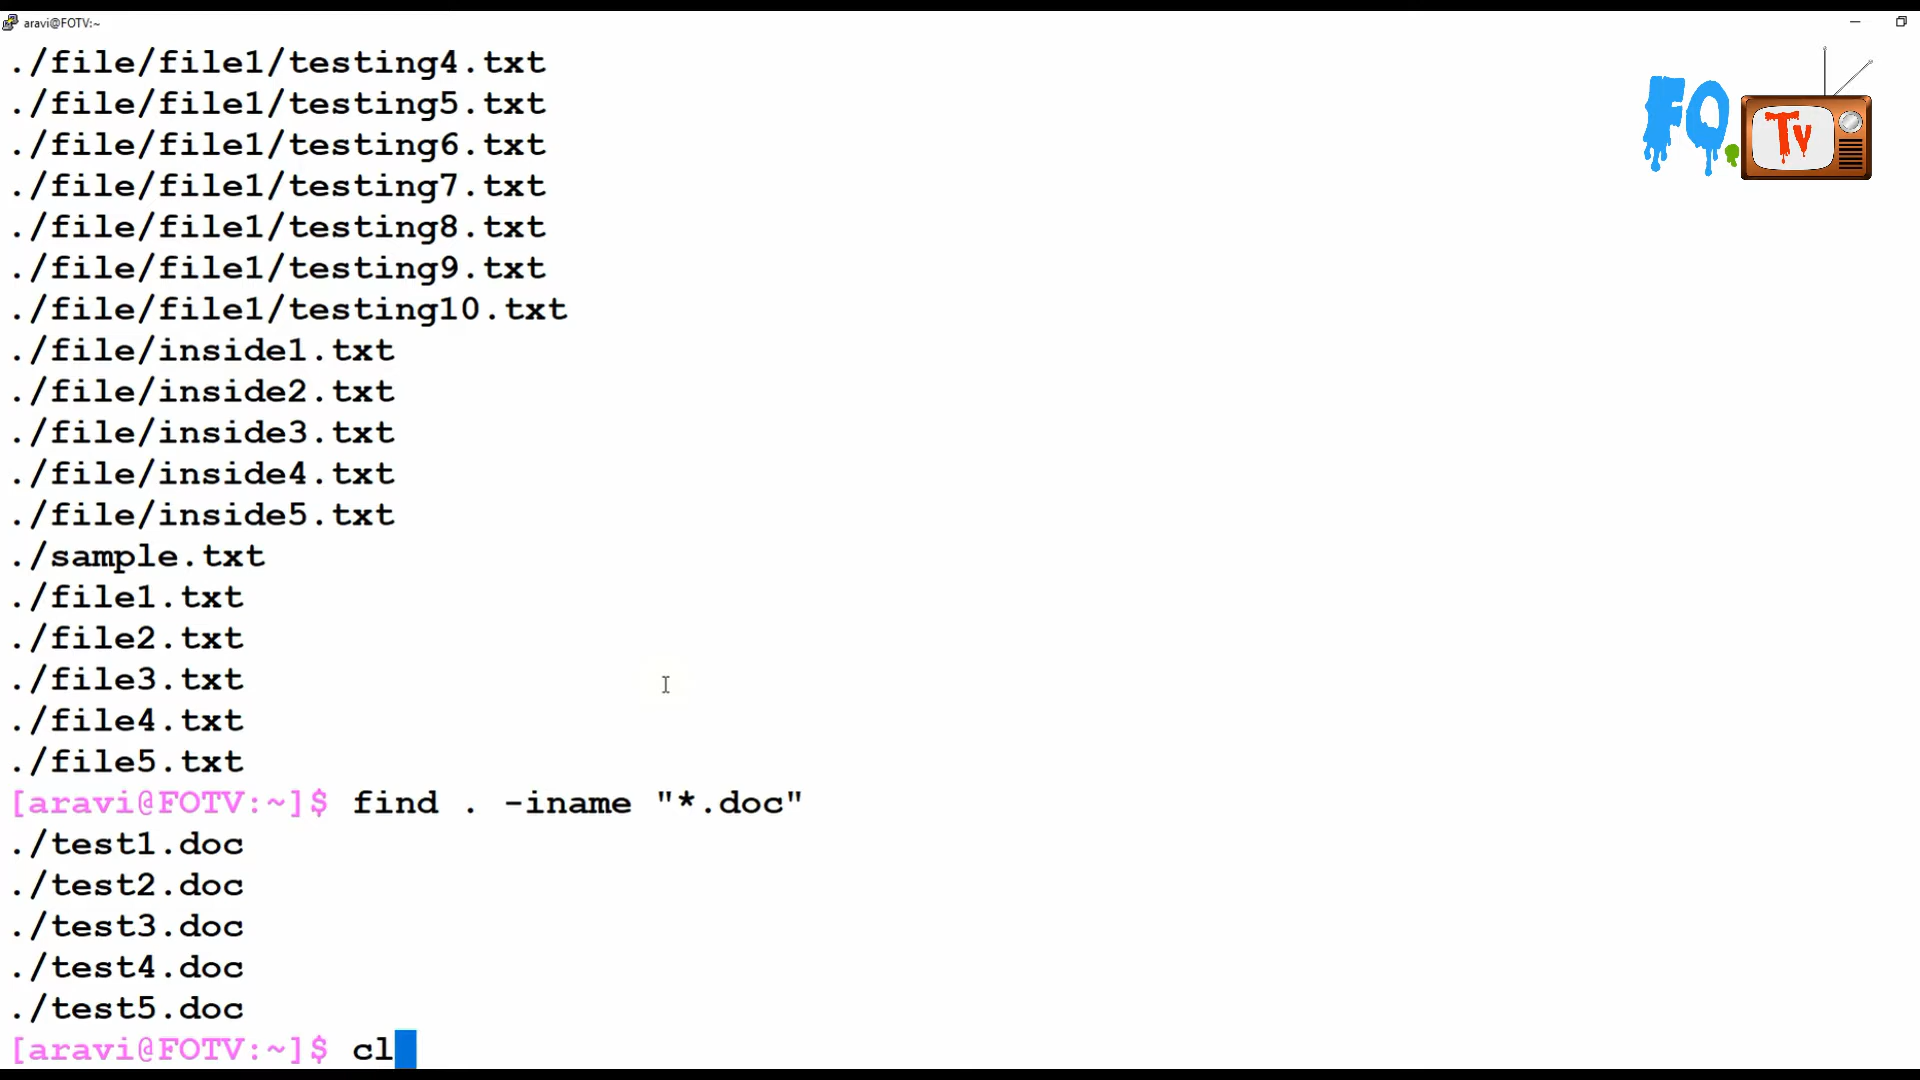 aravi@FOTV:~
./file/file1/testing4.txt
./file/file1/testing5.txt
./file/file1/testing6.txt
./file/file1/testing7.txt
./file/file1/testing8.txt
./file/file1/testing9.txt
./file/file1/testing10.txt
./file/inside1.txt
./file/inside2.txt
./file/inside3.txt
./file/inside4.txt
./file/inside5.txt
./sample.txt
./file1.txt
./file2.txt
./file3.txt
./file4.txt
./file5.txt
[aravi@FOTV:~]$ find . -iname "*.doc"
./test1.doc
./test2.doc
./test3.doc
./test4.doc
./test5.doc
[aravi@FOTV:~]$ cl
FO.
Tv